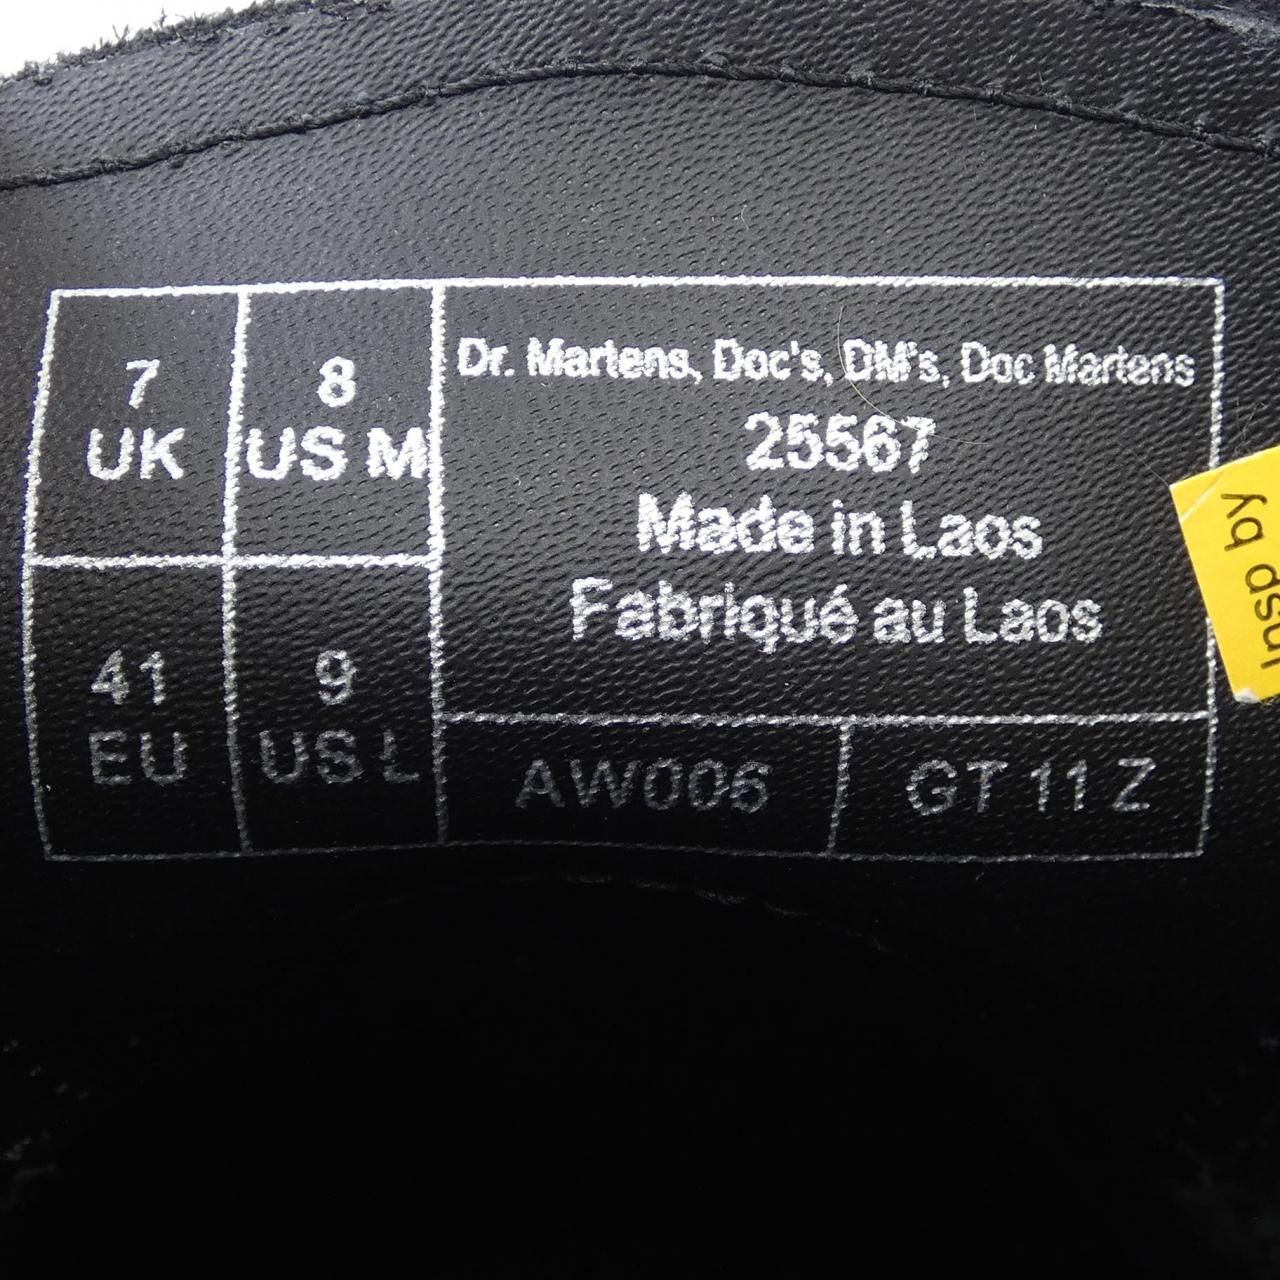 7
UK
8
US M
41
EU
9
US L
Dr. Martens, Doc's, DM's, Doc Martens
25567
Made in Laos
Fabriqué au Laos
AW006
GT 11 Z
Insp by